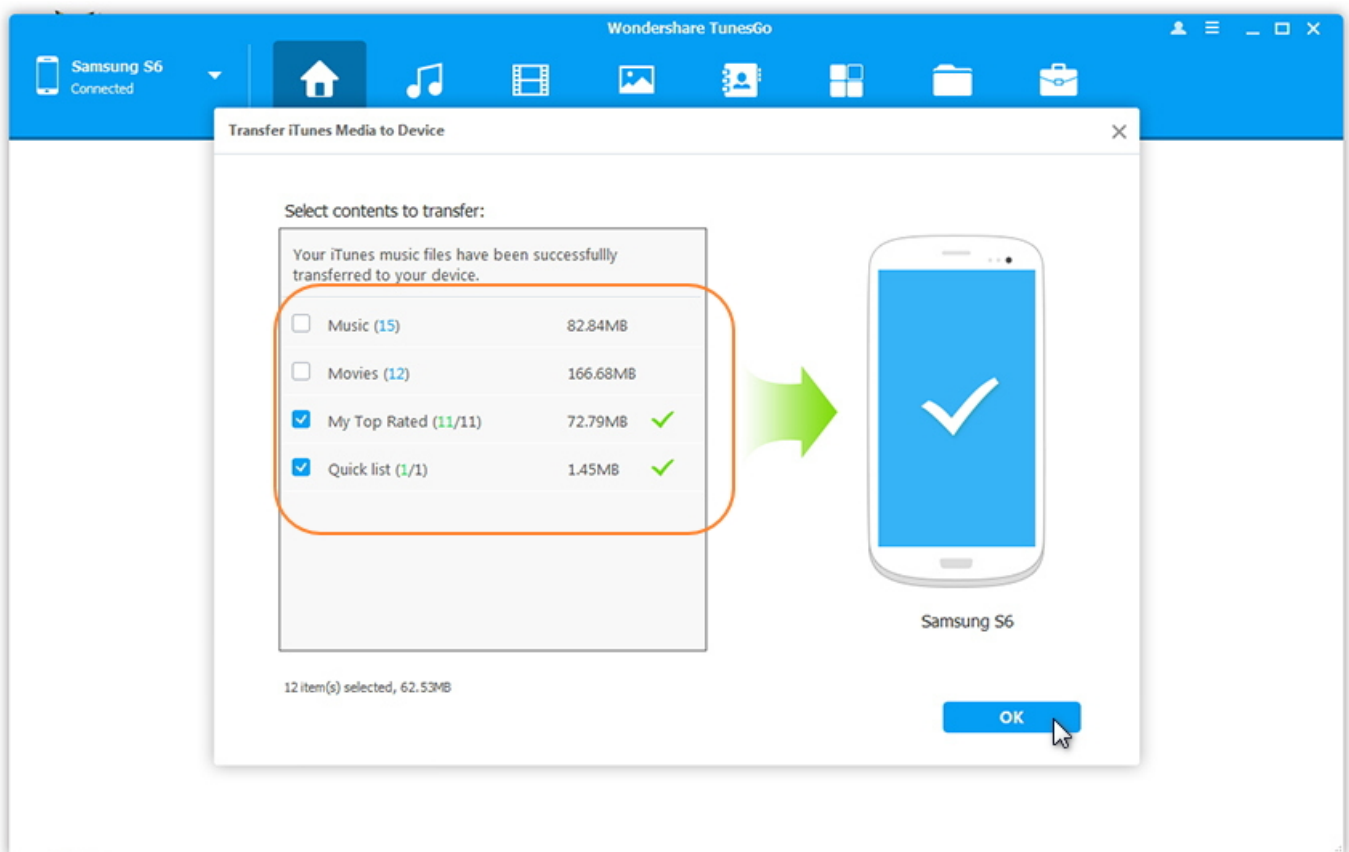 Wondershare TunesGo
Samsung S6
Connected
Transfer iTunes Media to Device
Select contents to transfer:
Your iTunes music files have been successfullly
transferred to your device.
Music (15) 82.84MB
Movies (12) 166.68MB
My Top Rated (11/11) 72.79MB
Quick list (1/1) 1.45MB
Samsung S6
12 item(s) selected, 62.53MB
OK